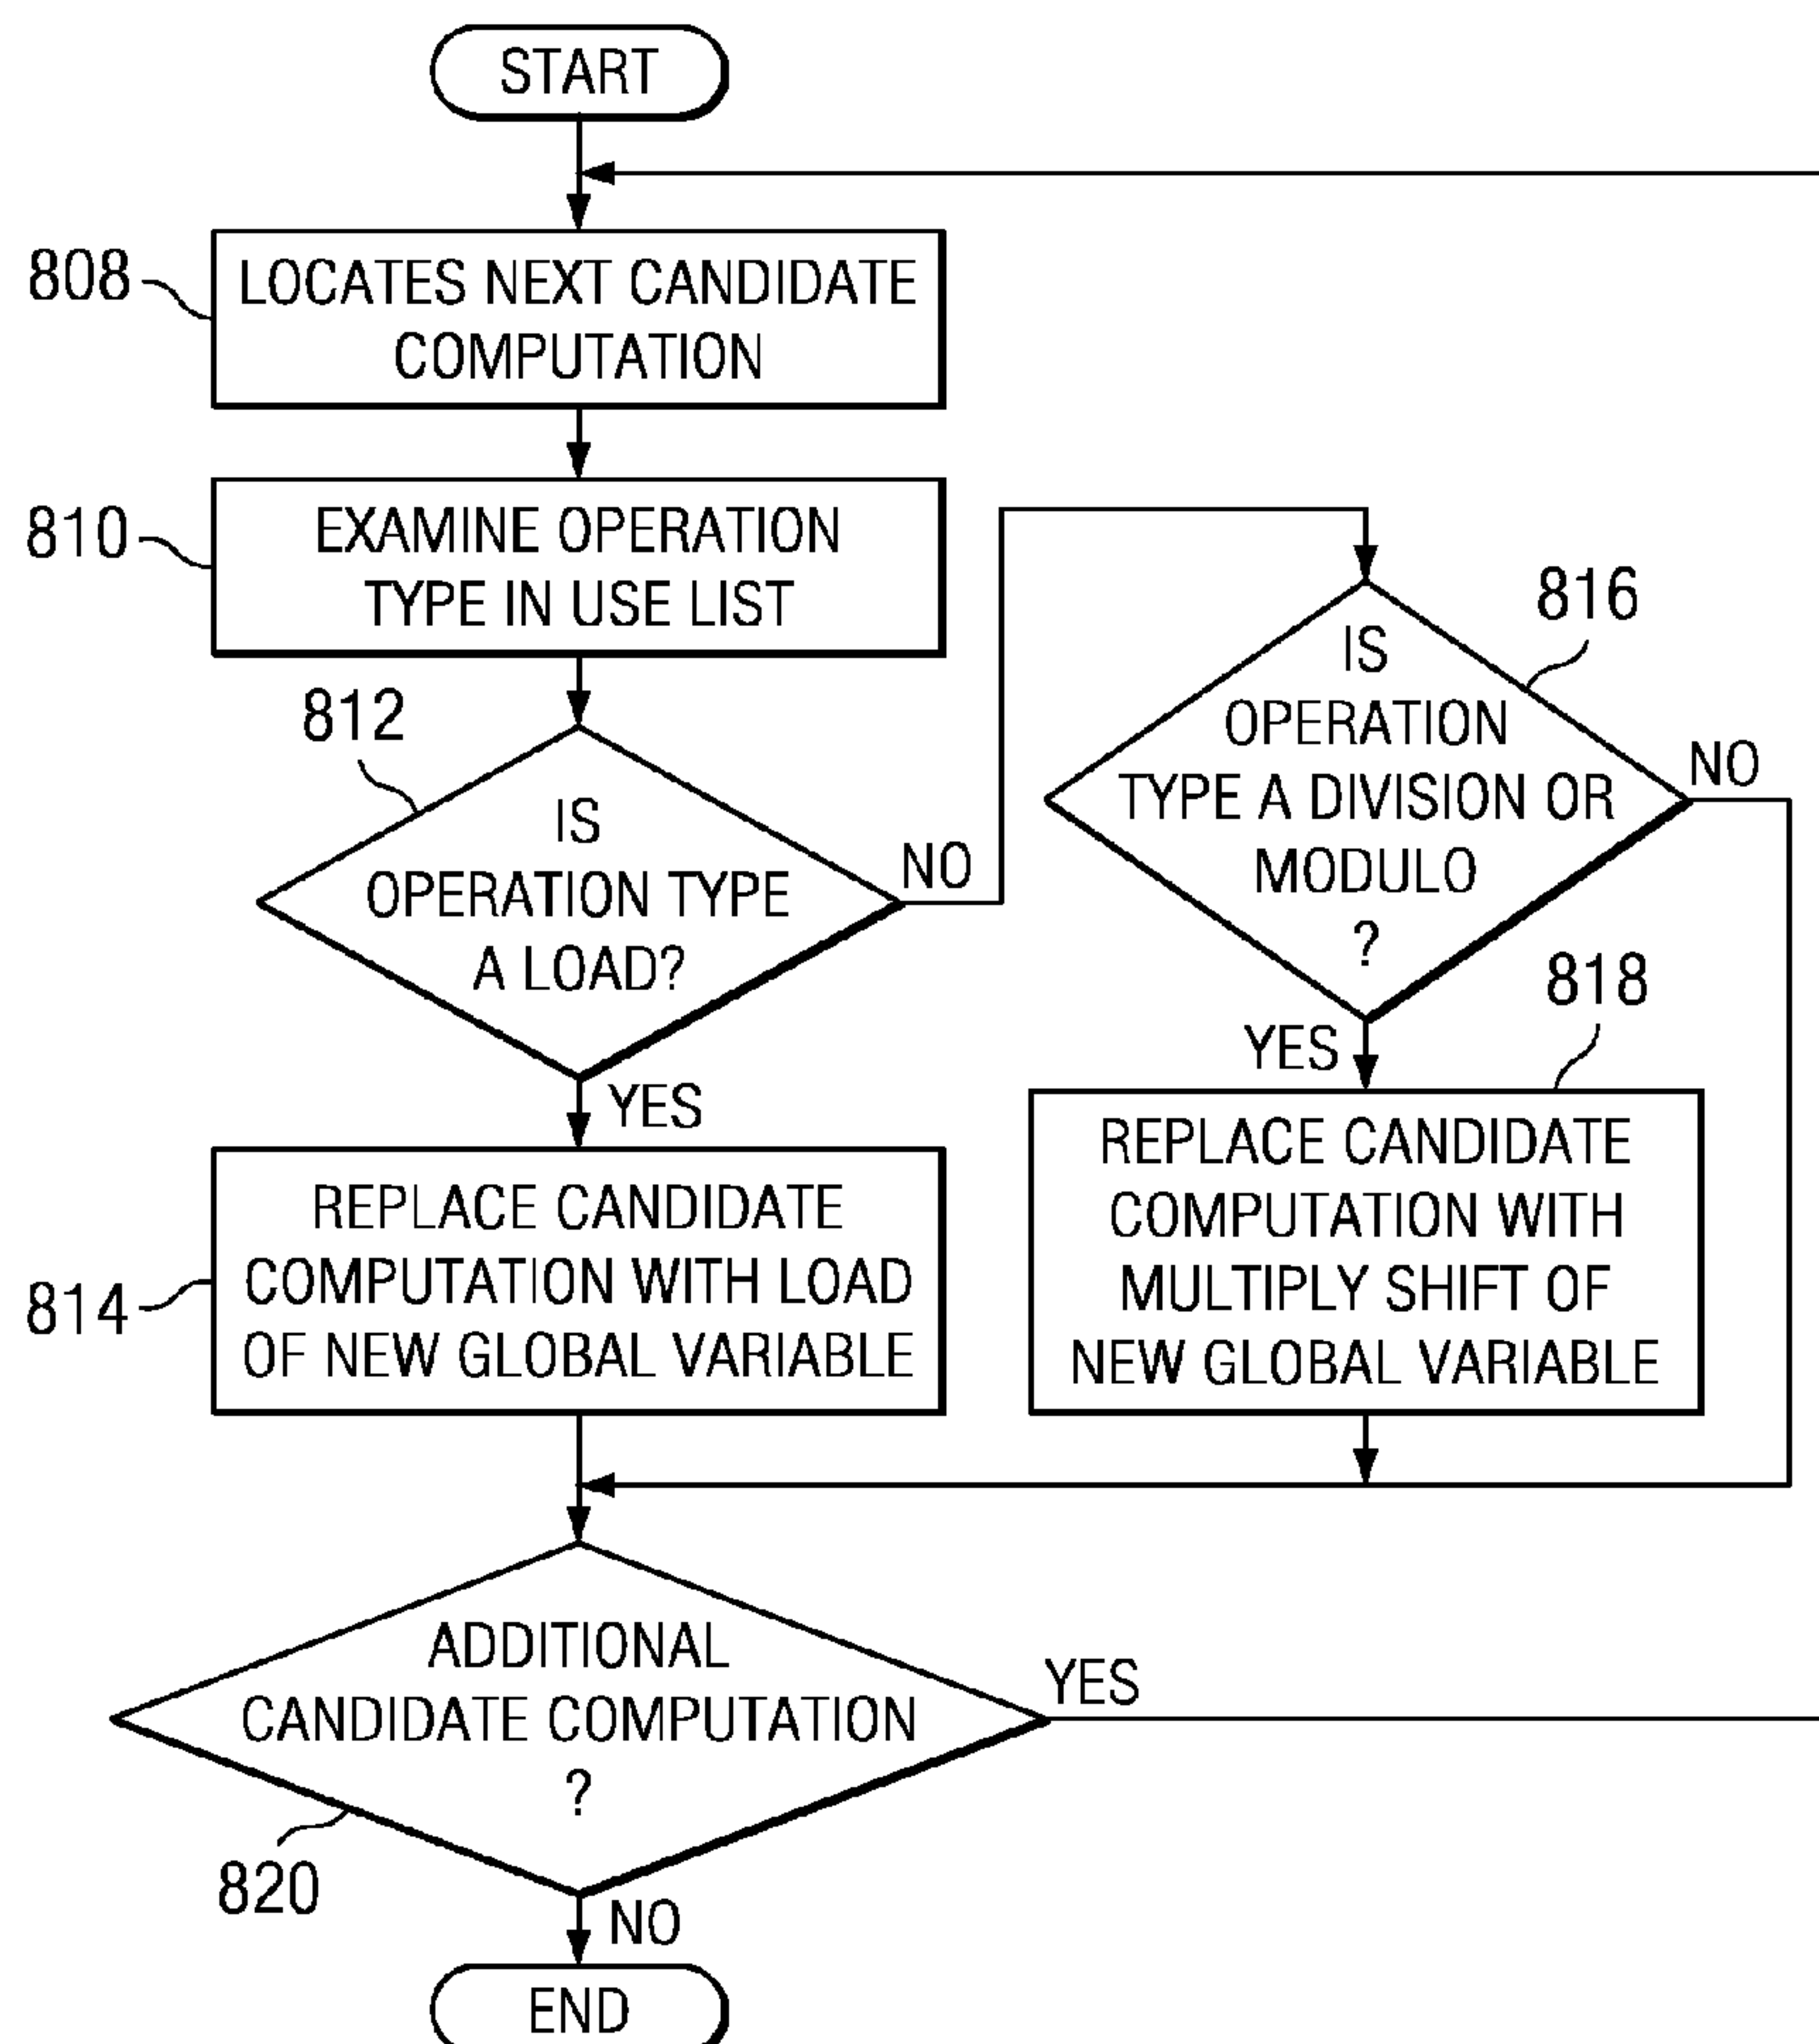 START
808
LOCATES NEXT CANDIDATE
COMPUTATION
810
EXAMINE OPERATION
TYPE IN USE LIST
812
IS
OPERATION TYPE
A LOAD?
NO
YES
814
REPLACE CANDIDATE
COMPUTATION WITH LOAD
OF NEW GLOBAL VARIABLE
816
IS
OPERATION
TYPE A DIVISION OR
MODULO
?
NO
YES
818
REPLACE CANDIDATE
COMPUTATION WITH
MULTIPLY SHIFT OF
NEW GLOBAL VARIABLE
ADDITIONAL
CANDIDATE COMPUTATION
?
YES
820
NO
END